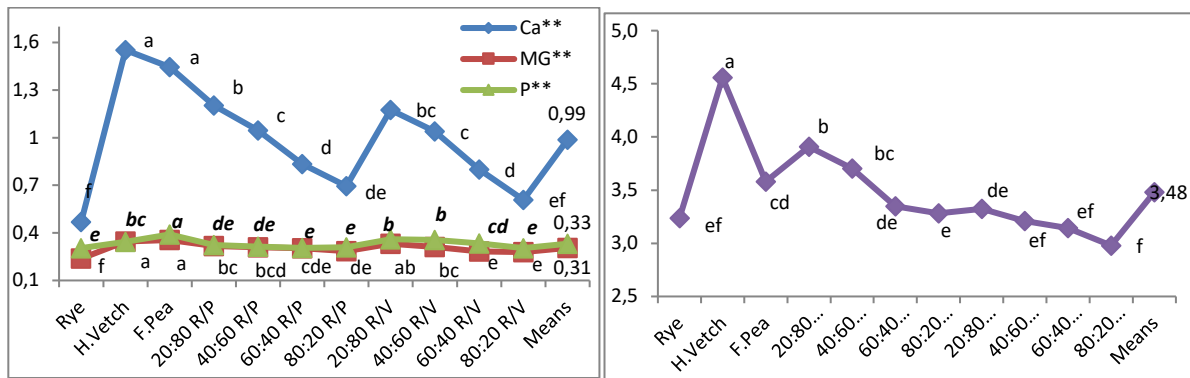 1,6
1,3
1
0,7
0,4
0,1
Ca**
MG**
P**
f a a b c d de bc c d ef 0,99
e bc a de de e e b b cd e 0,33
f a a bc bcd cde de ab bc e e 0,31
Rye
H.Vetch
F.Pea
20:80 R/P
40:60 R/P
60:40 R/P
80:20 R/P
20:80 R/V
40:60 R/V
60:40 R/V
80:20 R/V
Means
5,0
4,5
4,0
3,5
3,0
2,5
ef a cd b bc de e de ef ef f 3,48
Rye
H.Vetch
F.Pea
20:80...
40:60...
60:40...
80:20...
20:80...
40:60...
60:40...
80:20...
Means